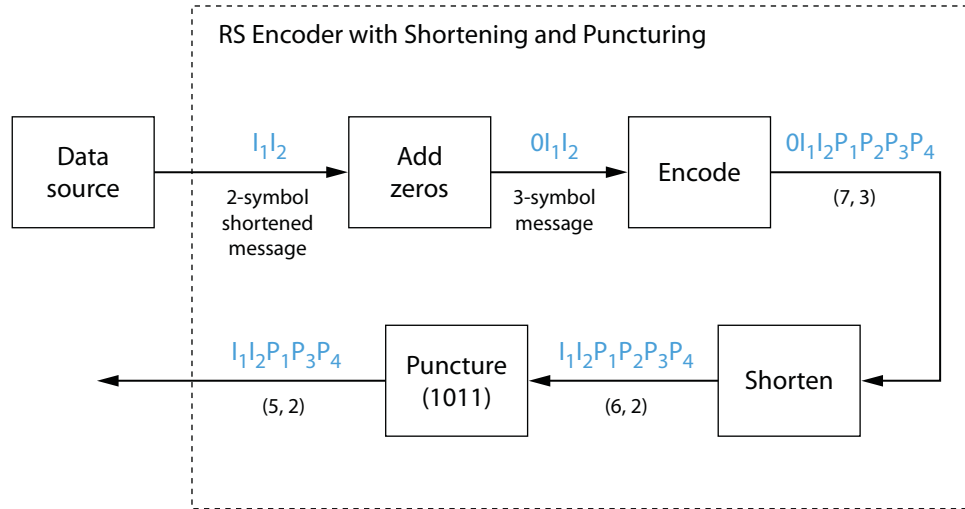 RS Encoder with Shortening and Puncturing
Data
source
I₁I₂
2-symbol
shortened
message
Add
zeros
0I₁I₂
3-symbol
message
Encode
0I₁I₂P₁P₂P₃P₄
(7, 3)
I₁I₂P₁P₃P₄
(5, 2)
Puncture
(1011)
I₁I₂P₁P₂P₃P₄
(6, 2)
Shorten